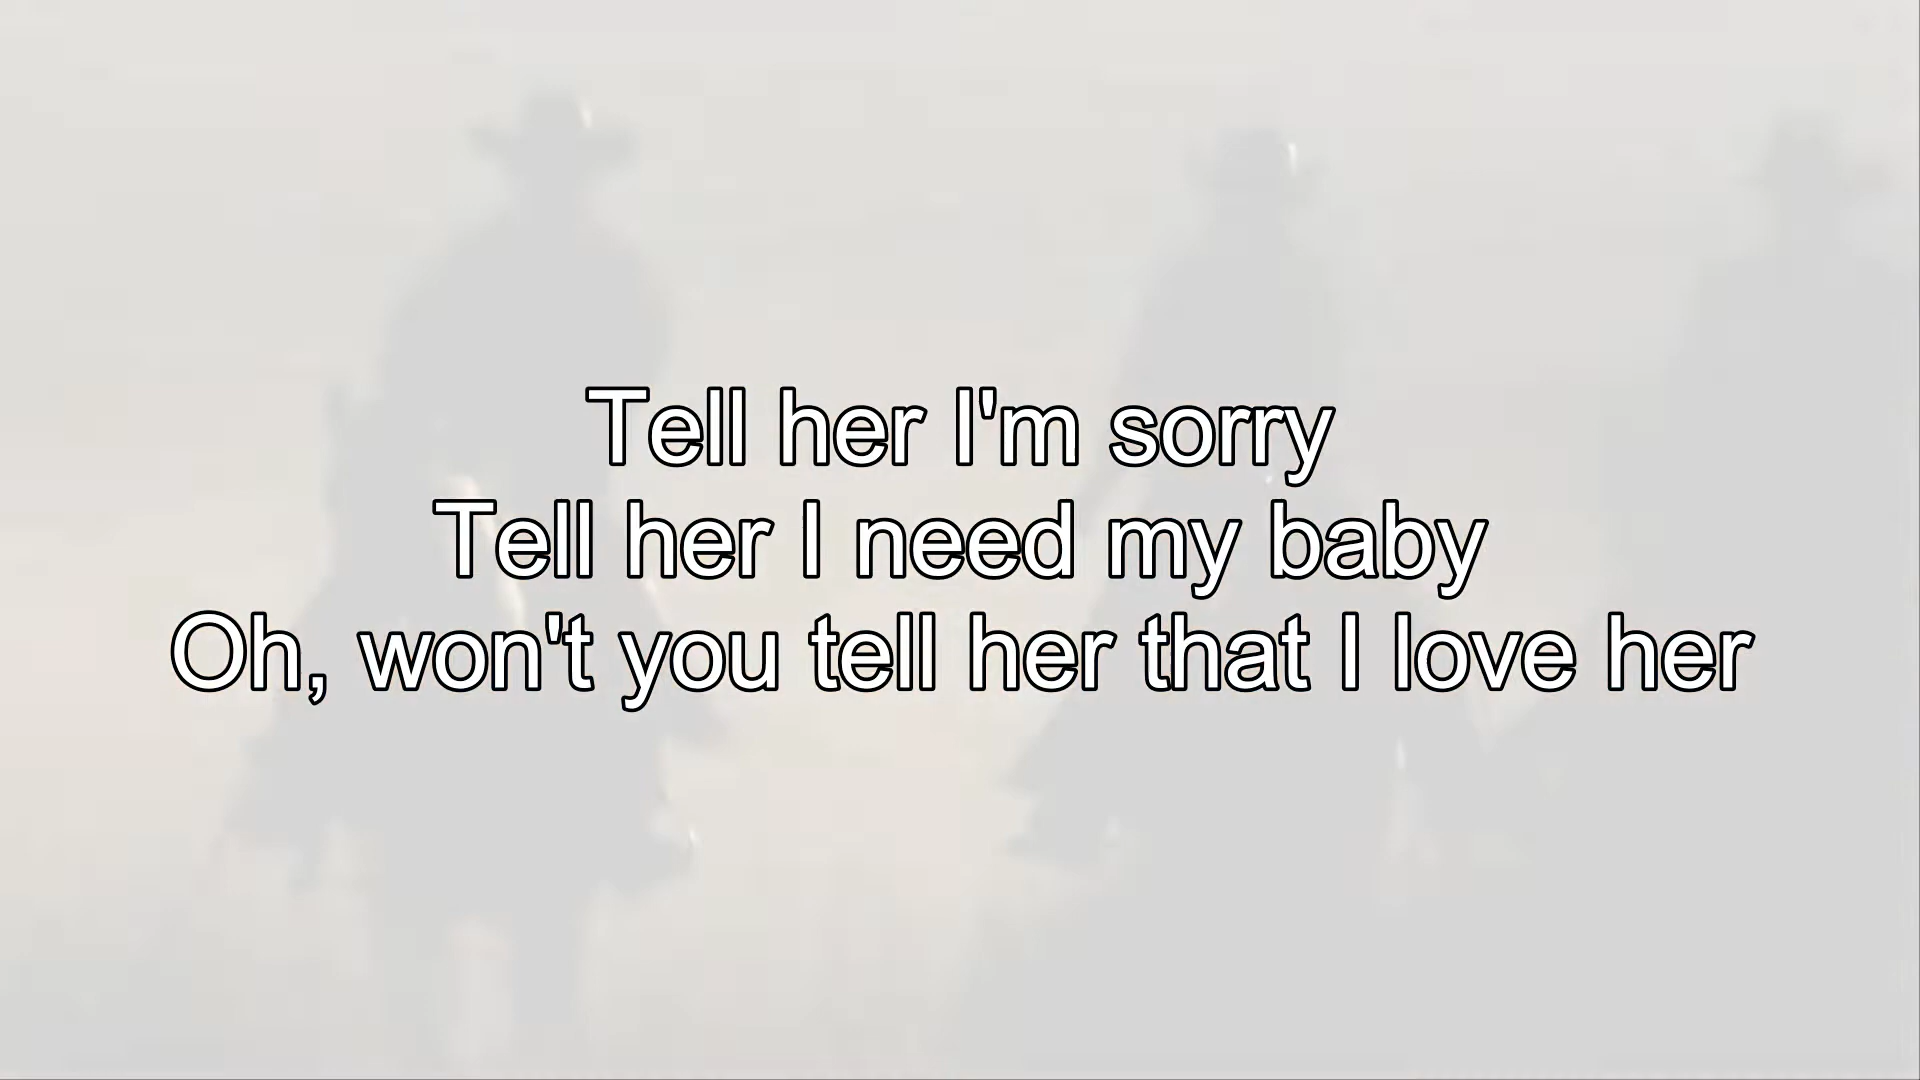 Tell her I'm sorry
Tell her I need my baby
Oh, won't you tell her that I love her